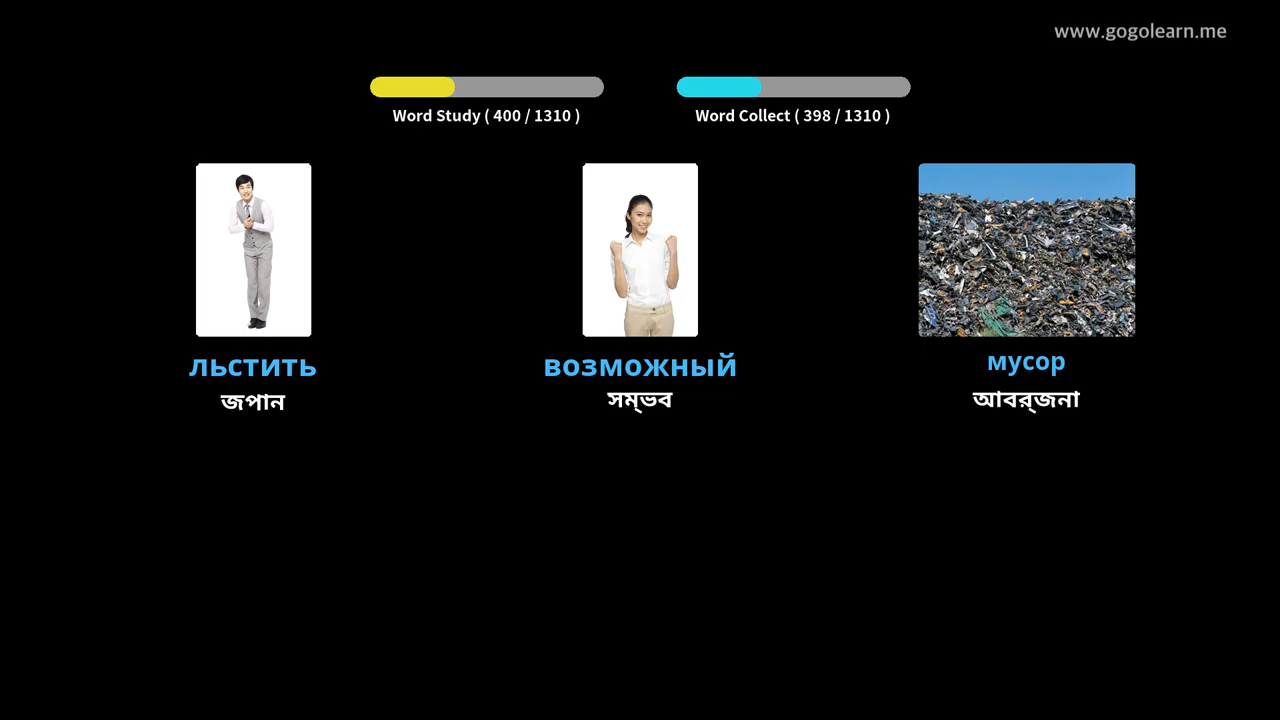 www.gogolearn.me
Word Study ( 400 / 1310 )
Word Collect ( 398 / 1310 )
льстить
জপান
возможный
সম্ভব
мусор
আবর্জনা